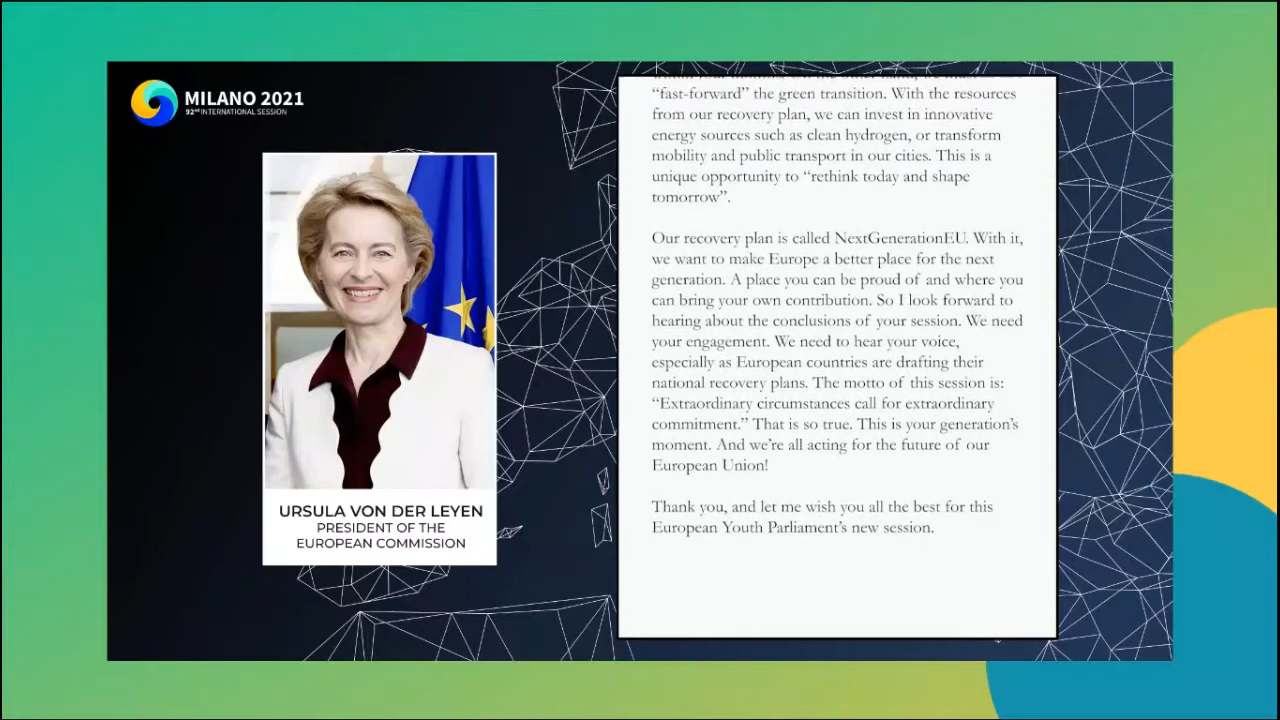 MILANO 2021
92nd INTERNATIONAL SESSION
URSULA VON DER LEYEN
PRESIDENT OF THE
EUROPEAN COMMISSION
“fast-forward” the green transition. With the resources
from our recovery plan, we can invest in innovative
energy sources such as clean hydrogen, or transform
mobility and public transport in our cities. This is a
unique opportunity to “rethink today and shape
tomorrow”.
Our recovery plan is called NextGenerationEU. With it,
we want to make Europe a better place for the next
generation. A place you can be proud of and where you
can bring your own contribution. So I look forward to
hearing about the conclusions of your session. We need
your engagement. We need to hear your voice,
especially as European countries are drafting their
national recovery plans. The motto of this session is:
“Extraordinary circumstances call for extraordinary
commitment.” That is so true. This is your generation’s
moment. And we’re all acting for the future of our
European Union!
Thank you, and let me wish you all the best for this
European Youth Parliament’s new session.